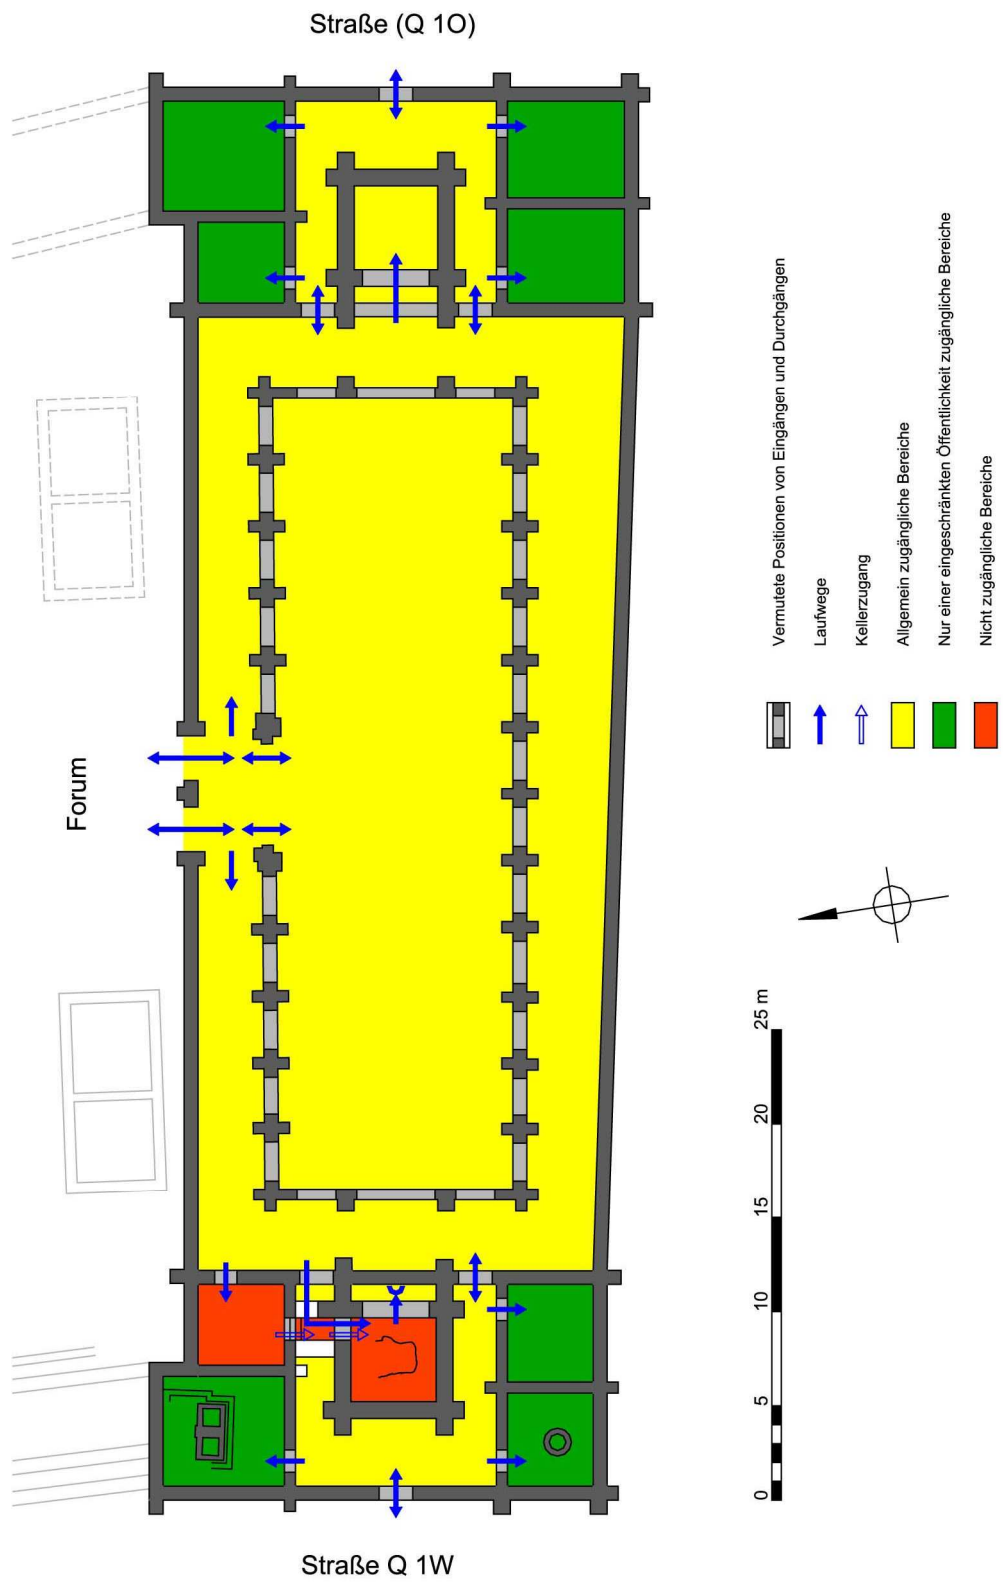 Straße (Q 1O)
Forum
Straße Q 1W
Vermutete Positionen von Eingängen und Durchgängen
Laufwege
Kellerzugang
Allgemein zugängliche Bereiche
Nur einer eingeschränkten Öffentlichkeit zugängliche Bereiche
Nicht zugängliche Bereiche
0 5 10 15 20 25 m